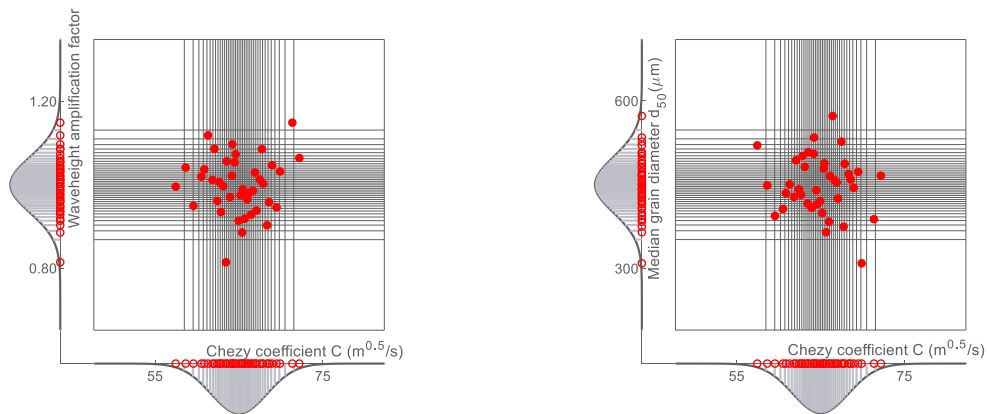 Waveheight amplification factor
1.20
0.80
Chezy coefficient C (m^0.5/s)
55
75
Median grain diameter d_50 (μm)
600
300
Chezy coefficient C (m^0.5/s)
55
75